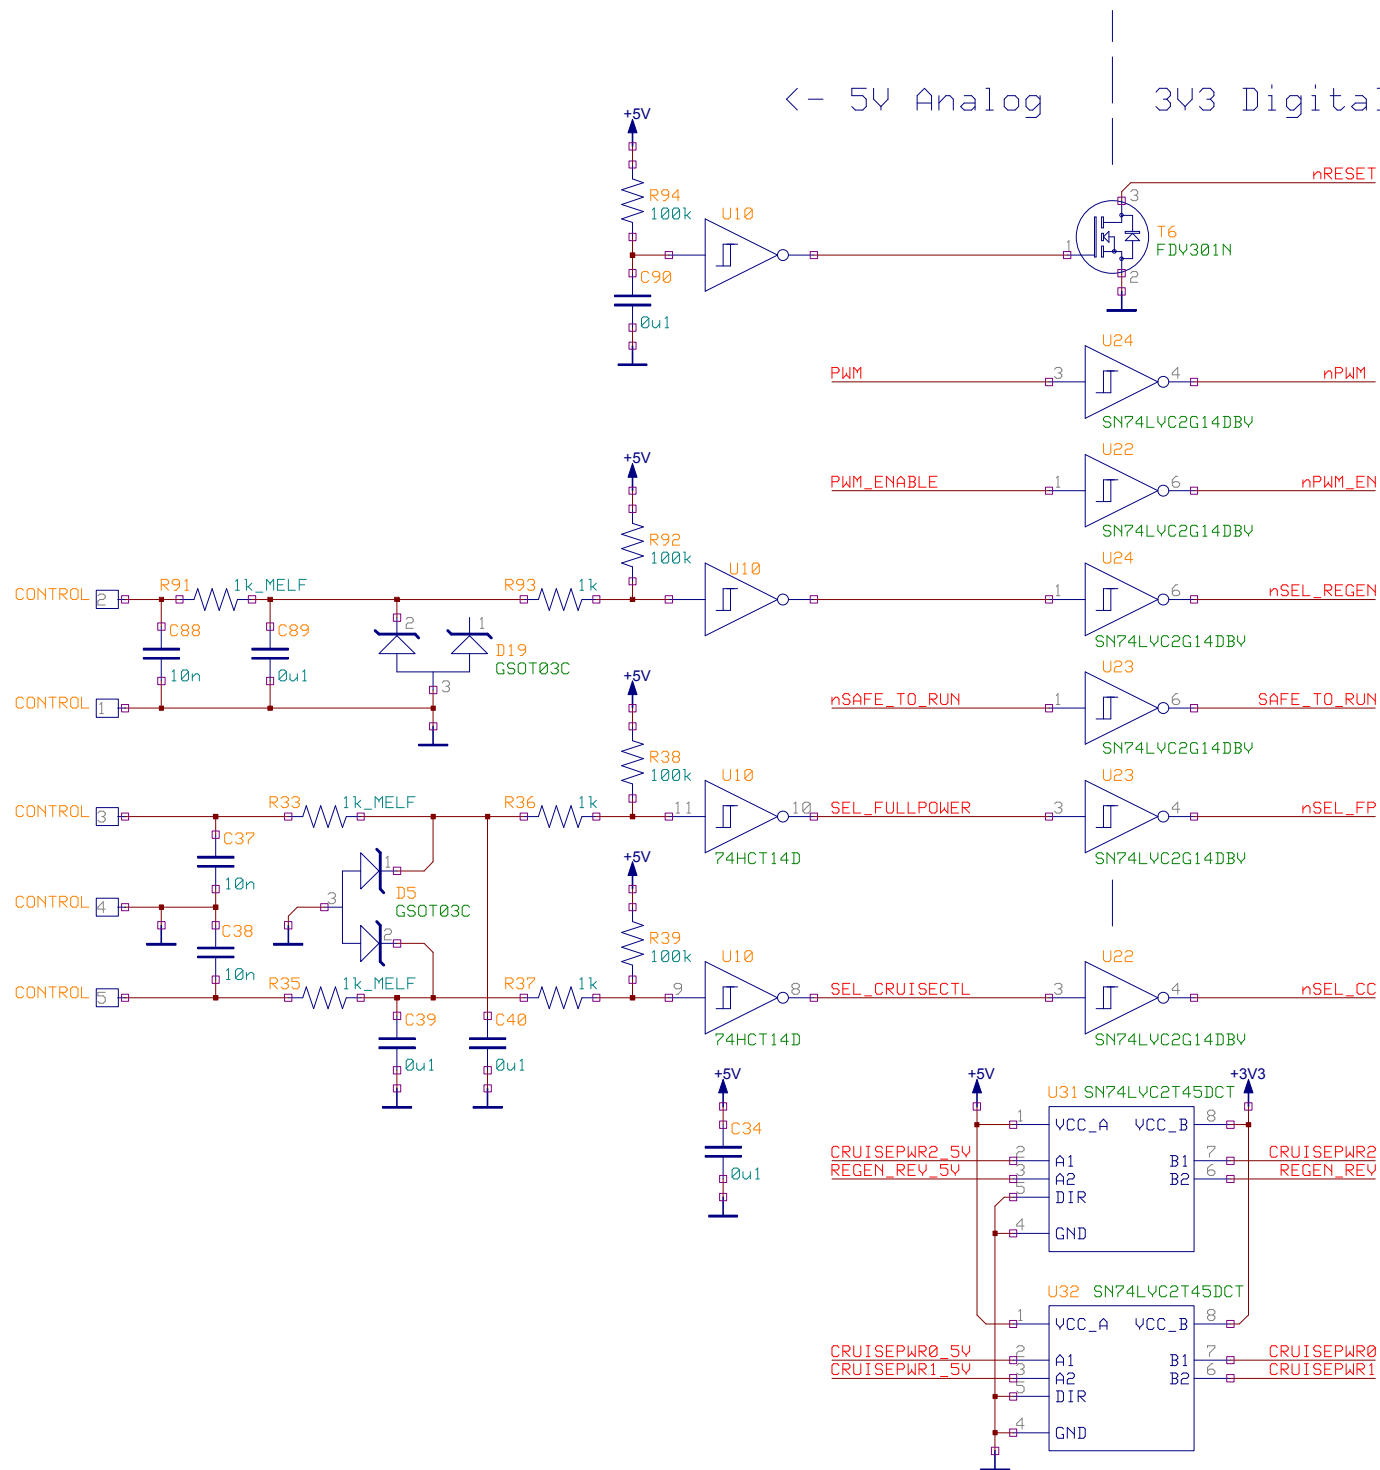 <- 5V Analog
3V3 Digital
+5V
nRESET
R94
100k
U10
3
T6
FDV301N
1
2
C90
0u1
U24
PWM
3
4
nPWM
SN74LVC2G14DBV
U22
+5V
PWM_ENABLE
1
6
nPWM_EN
SN74LVC2G14DBV
R92
100k
U10
U24
CONTROL
2
R91
1k_MELF
R93
1k
1
6
nSEL_REGEN
C88
10n
C89
0u1
2
1
D19
GSOT03C
3
SN74LVC2G14DBV
U23
+5V
CONTROL
1
nSAFE_TO_RUN
1
6
SAFE_TO_RUN
SN74LVC2G14DBV
R38
100k
U10
U23
CONTROL
3
R33
1k_MELF
R36
1k
11
10
SEL_FULLPOWER
3
4
nSEL_FP
C37
10n
74HCT14D
SN74LVC2G14DBV
+5V
1
D5
GSOT03C
3
2
CONTROL
4
C38
10n
R39
100k
U10
U22
CONTROL
5
R35
1k_MELF
R37
1k
9
8
SEL_CRUISECTL
3
4
nSEL_CC
C39
0u1
C40
0u1
74HCT14D
SN74LVC2G14DBV
+5V
+5V
+3V3
U31
SN74LVC2T45DCT
C34
0u1
1
VCC_A
VCC_B
8
CRUISEPWR2_5V
2
A1
B1
7
CRUISEPWR2
REGEN_REV_5V
3
A2
B2
6
REGEN_REV
5
DIR
4
GND
U32
SN74LVC2T45DCT
1
VCC_A
VCC_B
8
CRUISEPWR0_5V
2
A1
B1
7
CRUISEPWR0
CRUISEPWR1_5V
3
A2
B2
6
CRUISEPWR1
5
DIR
4
GND